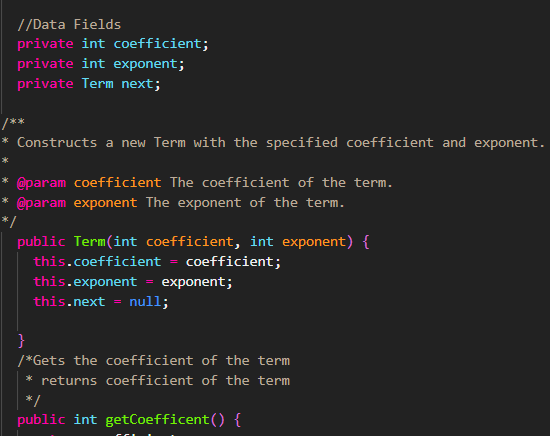 //Data Fields
private int coefficient;
private int exponent;
private Term next;
/**
* Constructs a new Term with the specified coefficient and exponent.
*
* @param coefficient The coefficient of the term.
* @param exponent The exponent of the term.
*/
public Term(int coefficient, int exponent) {
this.coefficient = coefficient;
this.exponent = exponent;
this.next = null;
}
/*Gets the coefficient of the term
* returns coefficient of the term
*/
public int getCoefficent() {